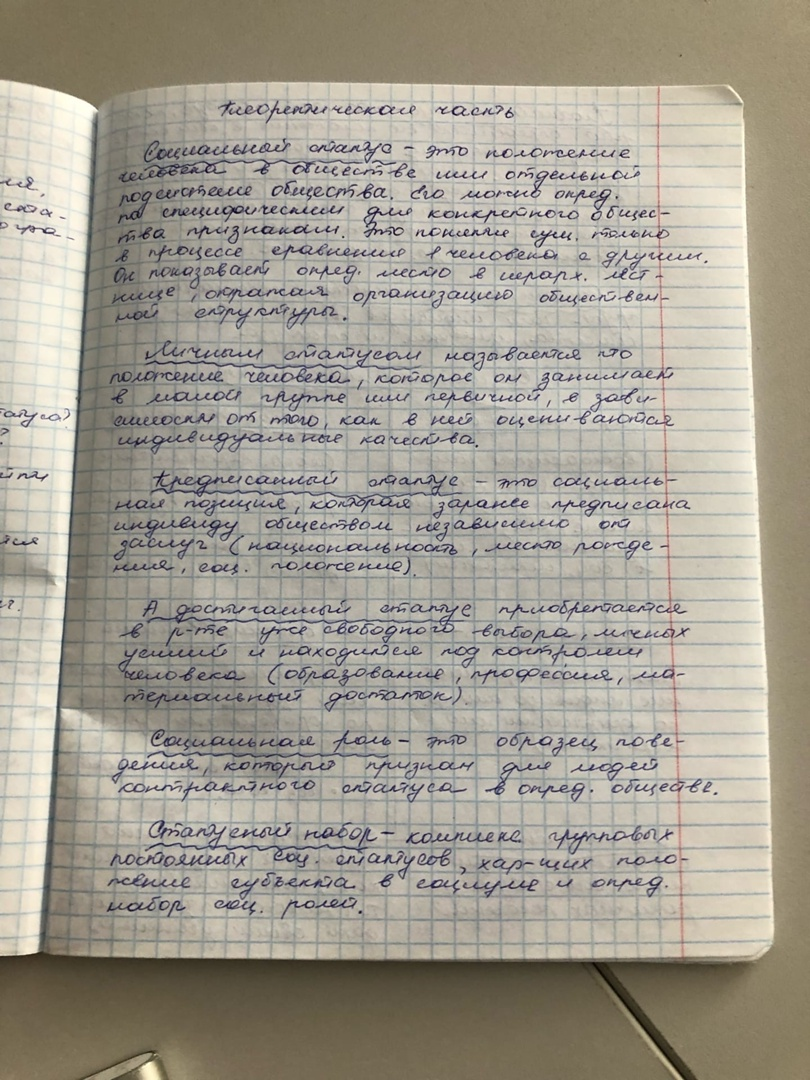 Теоретическая часть
Социальный статус – это положение
человека в обществе или отдельной
подсистеме общества. Его можно опред.
по специфическим для конкретного общес-
тва признакам. Это понятие сущ. только
в процессе сравнения 1 человека с другим.
Он показывает опред. место в иерарх. лест-
нице, отражая организацию обществен-
ной структуры.
Личным статусом называется то
положение человека, которое он занимает
в малой группе или первичной, в зави-
симости от того, как в ней оцениваются
индивидуальные качества.
Предписанный статус – это социаль-
ная позиция, которая заранее предписана
индивиду обществом независимо от
заслуг (национальность, место рожде-
ния, соц. положение).
А достигаемый статус приобретается
в р-те уже свободного выбора, личных
усилий и находится под контролем
человека (образование, профессия, ма-
териальный достаток).
Социальная роль – это образец пове-
дения, который признан для людей
контрактного статуса в опред. обществе.
Статусный набор – комплекс групповых
постоянных соц. статусов, хар-щих поло-
жение субъекта в социуме и опред.
набор соц. ролей.